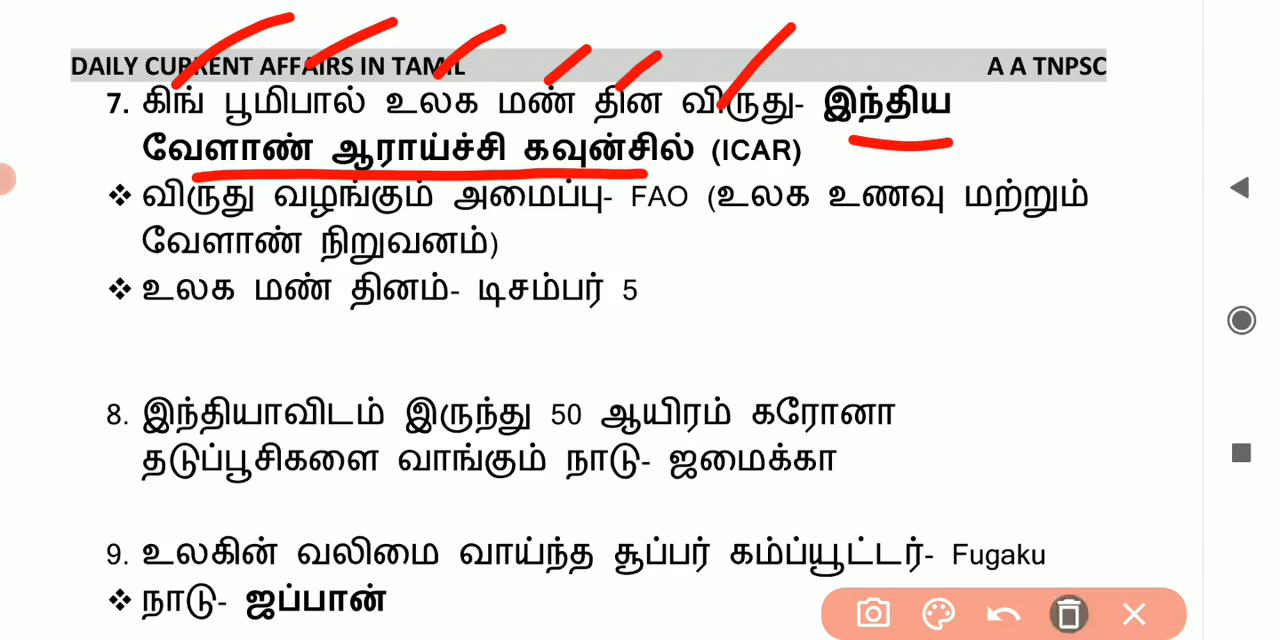 DAILY CURRENT AFFAIRS IN TAMIL A A TNPSC
7. கிங் பூமிபால் உலக மண் தின விருது- இந்திய
வேளாண் ஆராய்ச்சி கவுன்சில் (ICAR)
❖ விருது வழங்கும் அமைப்பு- FAO (உலக உணவு மற்றும்
வேளாண் நிறுவனம்)
❖ உலக மண் தினம்- டிசம்பர் 5
8. இந்தியாவிடம் இருந்து 50 ஆயிரம் கரோனா
தடுப்பூசிகளை வாங்கும் நாடு- ஜமைக்கா
9. உலகின் வலிமை வாய்ந்த சூப்பர் கம்ப்யூட்டர்- Fugaku
❖ நாடு- ஜப்பான்